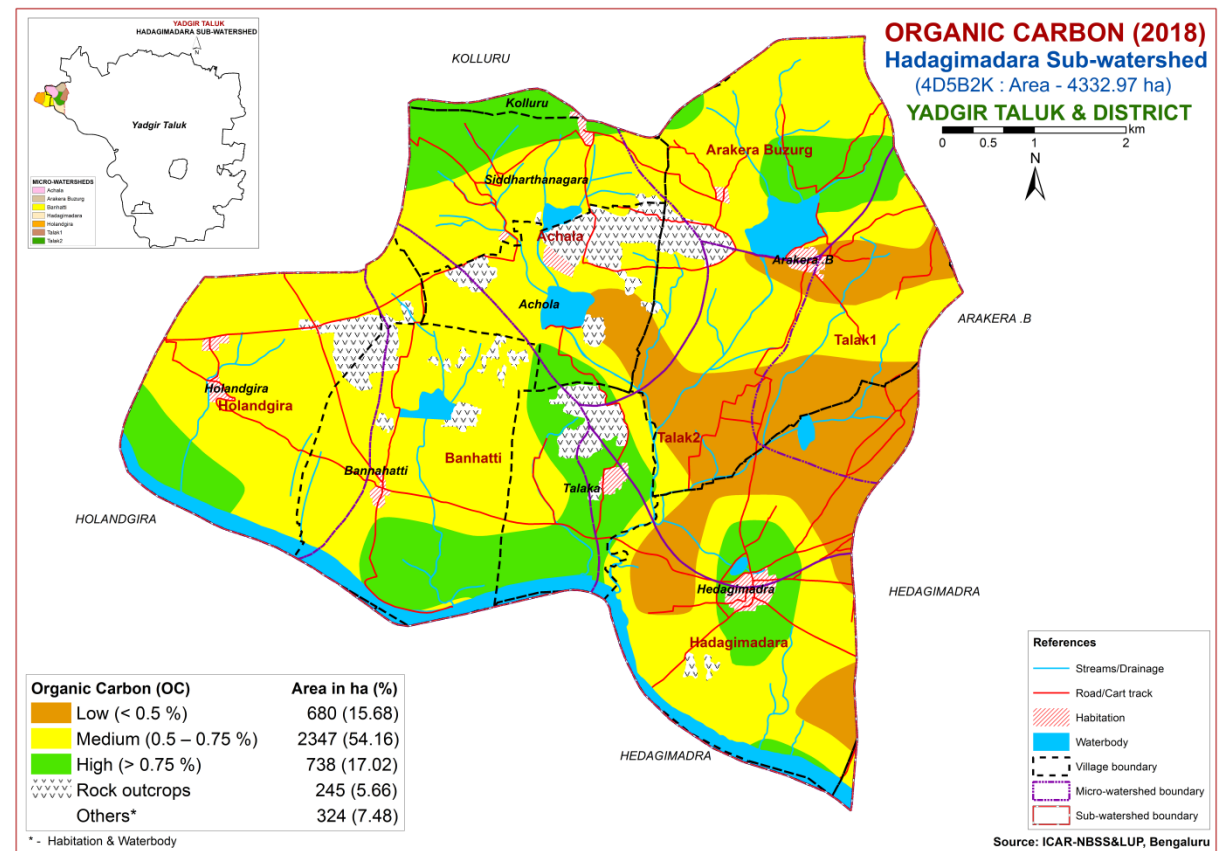 YADGIR TALUK
HADAGIMADARA SUB-WATERSHED
N
Yadgir Taluk
MICRO-WATERSHEDS
Achala
Arakera Buzurg
Banhatti
Hadagimadara
Holandgira
Talak1
Talak2
ORGANIC CARBON (2018)
Hadagimadara Sub-watershed
(4D5B2K : Area - 4332.97 ha)
YADGIR TALUK & DISTRICT
km
0 0.5 1 2
N
KOLLURU
Kolluru
Arakera Buzurg
Siddharthanagara
Achala
Arakera .B
Achola
ARAKERA .B
Talak1
Holandgira
Holandgira
Talak2
Banhatti
Bannahatti
Talaka
HOLANDGIRA
Hedagimadra
HEDAGIMADRA
Hadagimadara
HEDAGIMADRA
Organic Carbon (OC) Area in ha (%)
Low (< 0.5 %) 680 (15.68)
Medium (0.5 – 0.75 %) 2347 (54.16)
High (> 0.75 %) 738 (17.02)
Rock outcrops 245 (5.66)
Others* 324 (7.48)
* - Habitation & Waterbody
References
Streams/Drainage
Road/Cart track
Habitation
Waterbody
Village boundary
Micro-watershed boundary
Sub-watershed boundary
Source: ICAR-NBSS&LUP, Bengaluru